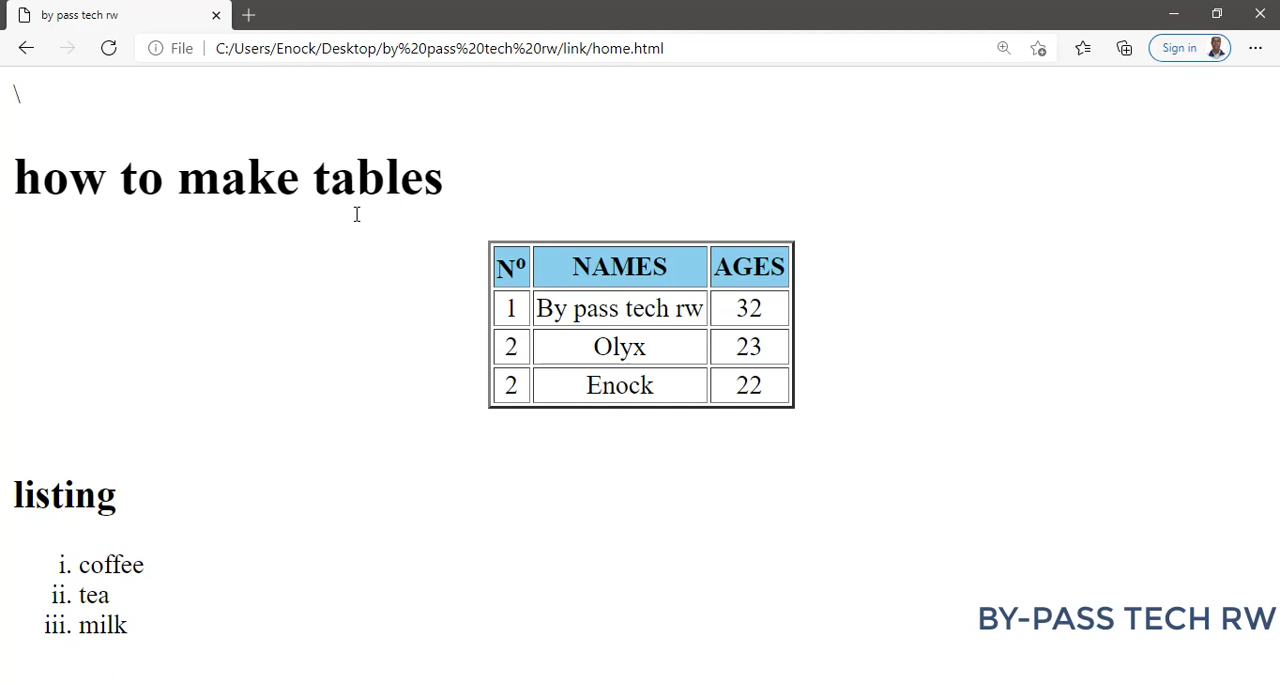 by pass tech rw
File | C:/Users/Enock/Desktop/by%20pass%20tech%20rw/link/home.html
Sign in
\
how to make tables
Nº NAMES AGES
1 By pass tech rw 32
2 Olyx 23
2 Enock 22
listing
i. coffee
ii. tea
iii. milk
BY-PASS TECH RW